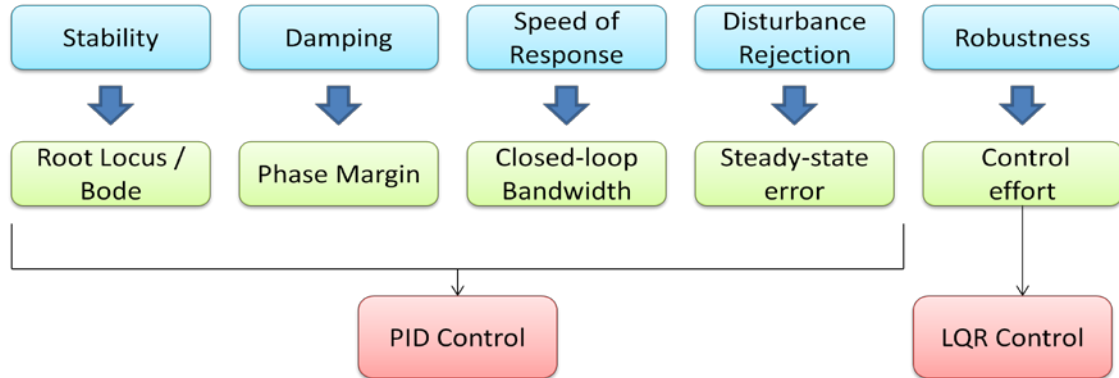 Stability
Damping
Speed of
Response
Disturbance
Rejection
Robustness
Root Locus /
Bode
Phase Margin
Closed-loop
Bandwidth
Steady-state
error
Control
effort
PID Control
LQR Control